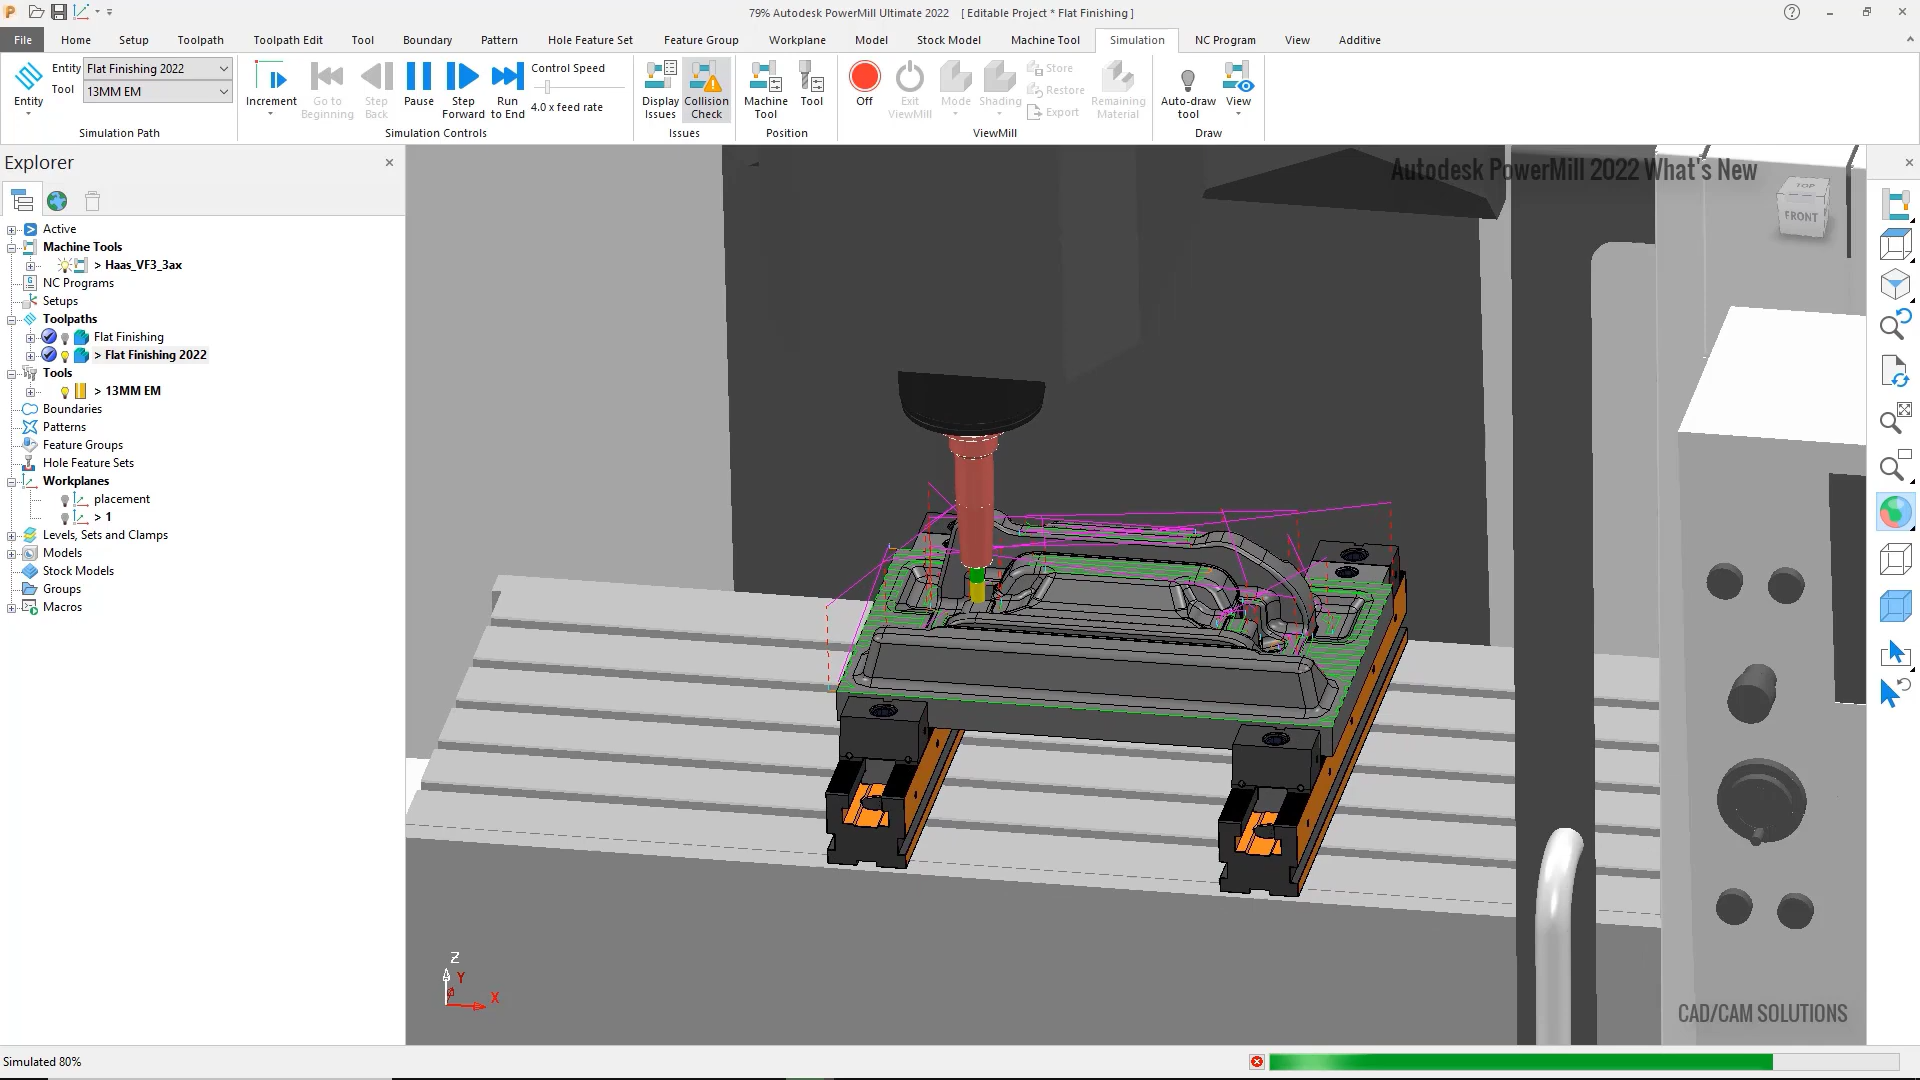 79% Autodesk PowerMill Ultimate 2022 [ Editable Project * Flat Finishing ]
File Home Setup Toolpath Toolpath Edit Tool Boundary Pattern Hole Feature Set Feature Group Workplane Model Stock Model Machine Tool Simulation NC Program View Additive
Entity
Entity Flat Finishing 2022
Tool 13MM EM
Simulation Path
Increment
Go to Beginning
Step Back
Pause
Step Forward
Run to End
Control Speed
4.0 x feed rate
Simulation Controls
Display Issues
Collision Check
Issues
Machine Tool
Tool
Position
Off
Exit ViewMill
Mode
Shading
Store
Restore
Export
Remaining Material
ViewMill
Auto-draw tool
View
Draw
Explorer
Active
Machine Tools
> Haas_VF3_3ax
NC Programs
Setups
Toolpaths
Flat Finishing
> Flat Finishing 2022
Tools
> 13MM EM
Boundaries
Patterns
Feature Groups
Hole Feature Sets
Workplanes
placement
> 1
Levels, Sets and Clamps
Models
Stock Models
Groups
Macros
Autodesk PowerMill 2022 What's New
TOP
FRONT
Z
Y
X
CAD/CAM SOLUTIONS
Simulated 80%